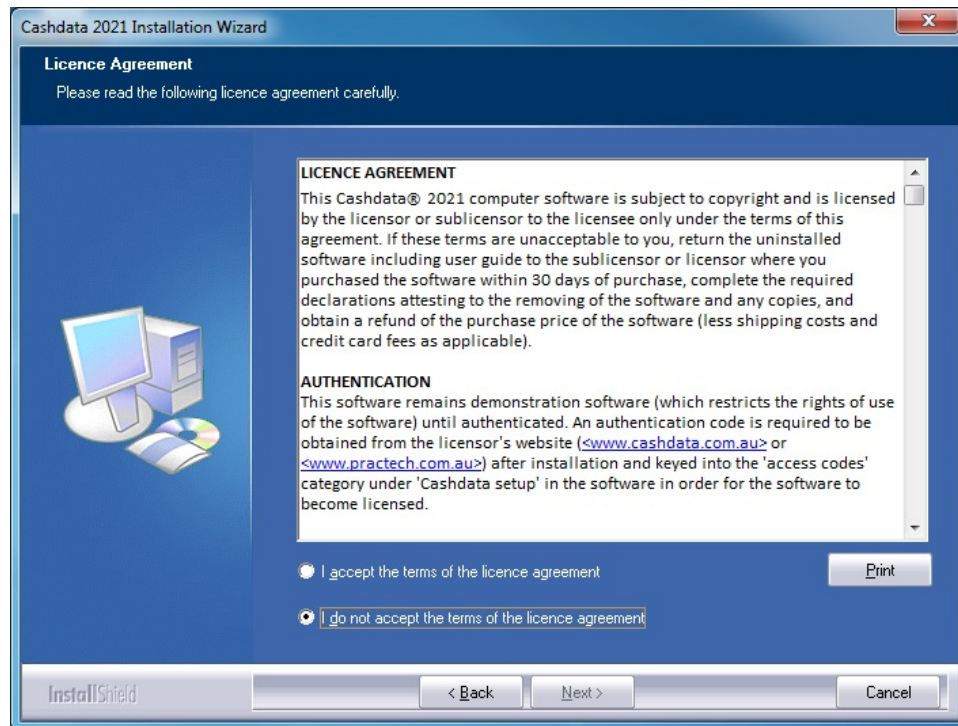 Cashdata 2021 Installation Wizard
Licence Agreement
Please read the following licence agreement carefully.
LICENCE AGREEMENT
This Cashdata® 2021 computer software is subject to copyright and is licensed
by the licensor or sublicensor to the licensee only under the terms of this
agreement. If these terms are unacceptable to you, return the uninstalled
software including user guide to the sublicensor or licensor where you
purchased the software within 30 days of purchase, complete the required
declarations attesting to the removing of the software and any copies, and
obtain a refund of the purchase price of the software (less shipping costs and
credit card fees as applicable).
AUTHENTICATION
This software remains demonstration software (which restricts the rights of use
of the software) until authenticated. An authentication code is required to be
obtained from the licensor's website (<www.cashdata.com.au> or
<www.practech.com.au>) after installation and keyed into the 'access codes'
category under 'Cashdata setup' in the software in order for the software to
become licensed.
I accept the terms of the licence agreement
Print
I do not accept the terms of the licence agreement
InstallShield
< Back
Next >
Cancel